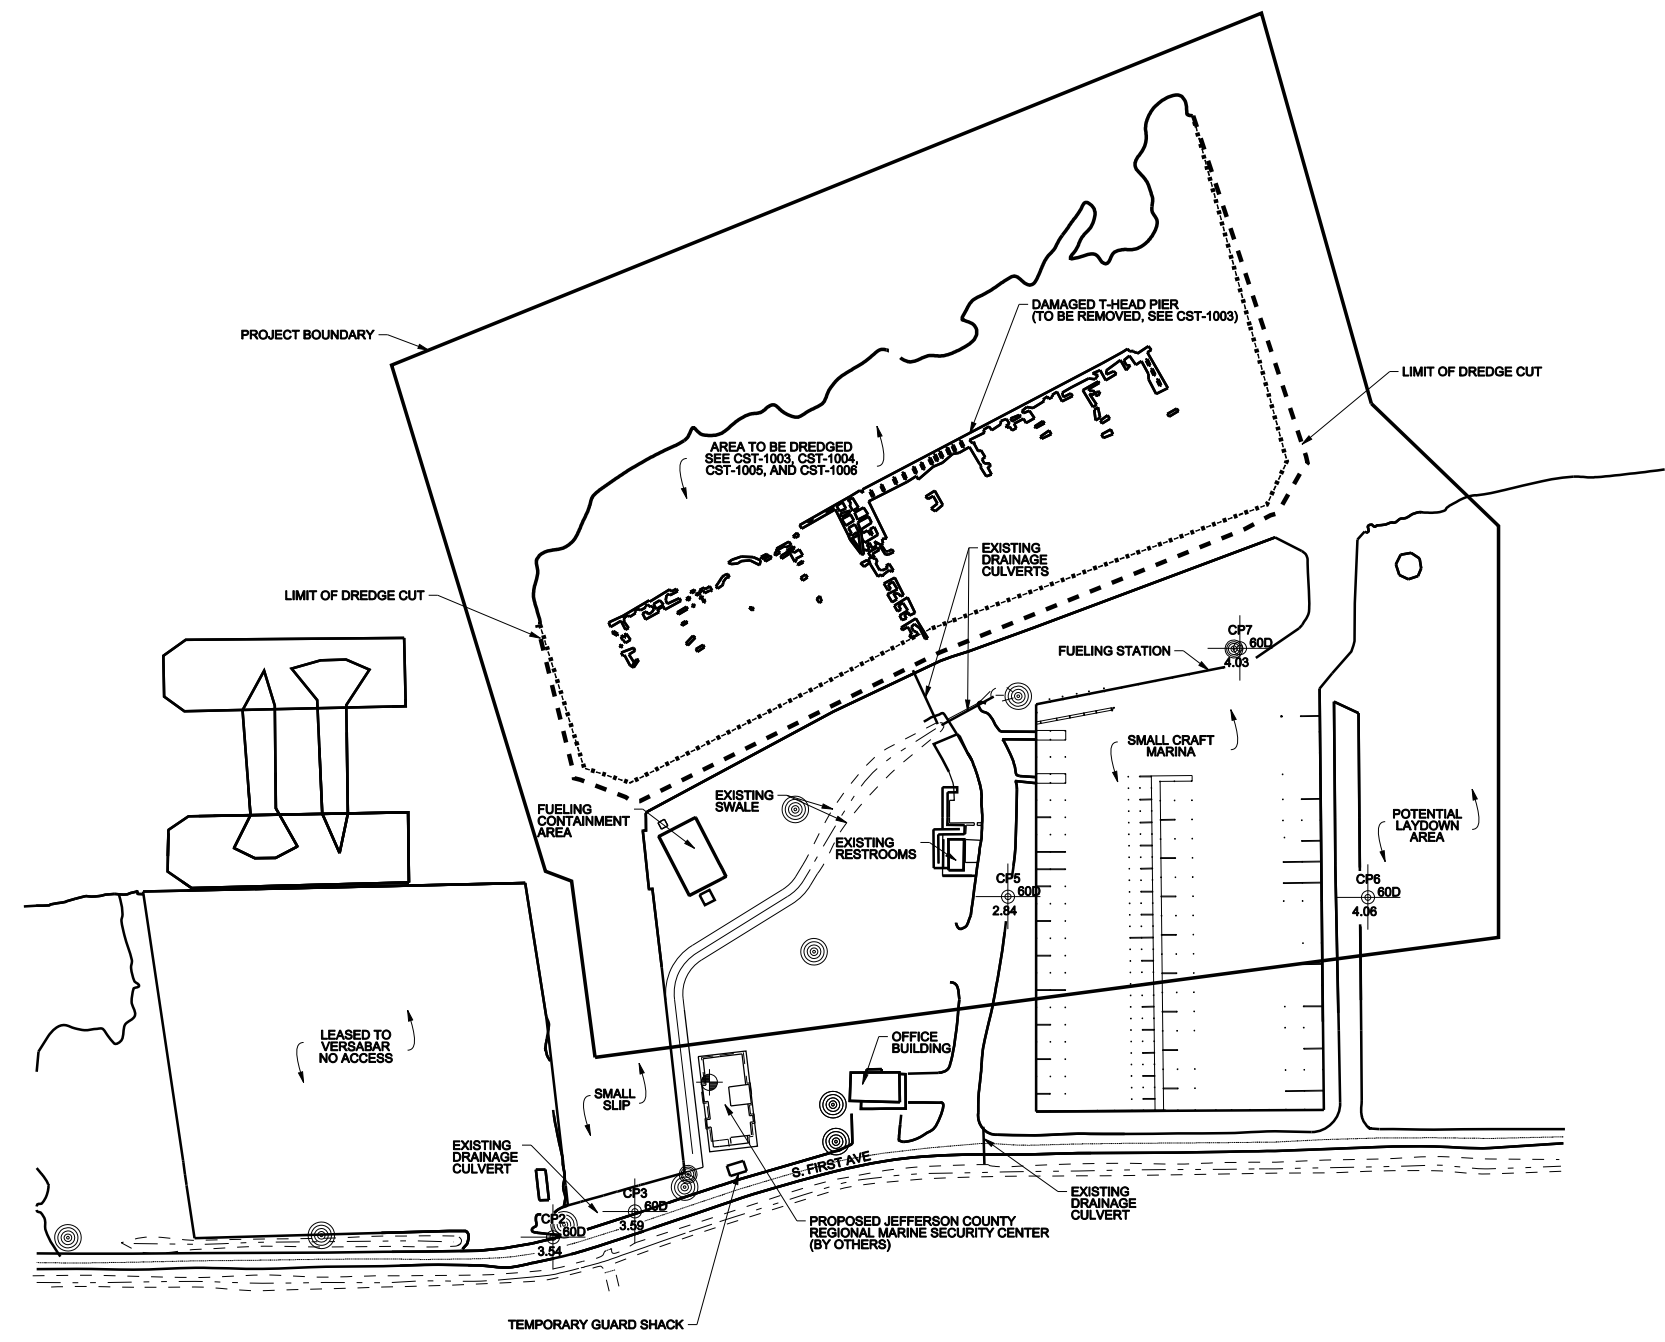 DAMAGED T-HEAD PIER
(TO BE REMOVED, SEE CST-1003)
PROJECT BOUNDARY
LIMIT OF DREDGE CUT
AREA TO BE DREDGED
SEE CST-1003, CST-1004,
CST-1005, AND CST-1006
EXISTING
DRAINAGE
CULVERTS
LIMIT OF DREDGE CUT
CP7
60D
4.03
FUELING STATION
SMALL CRAFT
MARINA
FUELING
CONTAINMENT
AREA
EXISTING
SWALE
EXISTING
RESTROOMS
POTENTIAL
LAYDOWN
AREA
CP5
60D
2.84
CP6
60D
4.06
LEASED TO
VERSABAR
NO ACCESS
OFFICE
BUILDING
SMALL
SLIP
EXISTING
DRAINAGE
CULVERT
S. FIRST AVE
CP3
60D
3.59
CP2
60D
3.54
EXISTING
DRAINAGE
CULVERT
PROPOSED JEFFERSON COUNTY
REGIONAL MARINE SECURITY CENTER
(BY OTHERS)
TEMPORARY GUARD SHACK